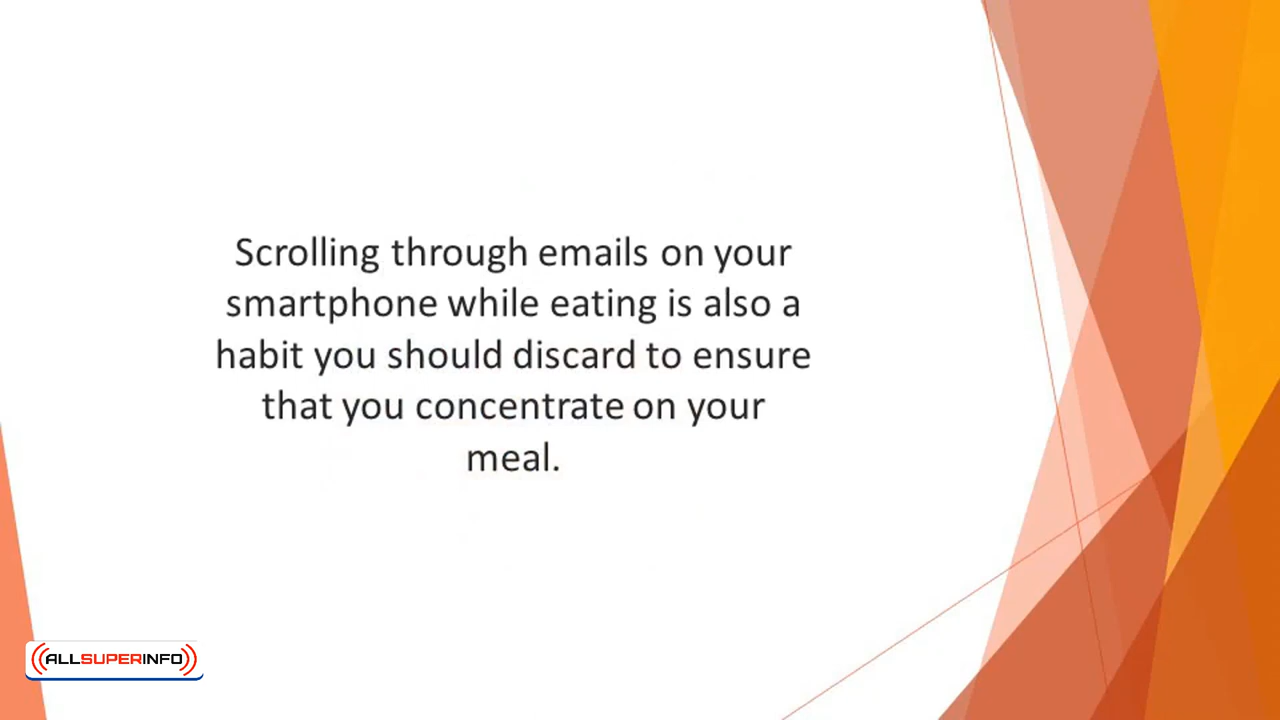 Scrolling through emails on your
smartphone while eating is also a
habit you should discard to ensure
that you concentrate on your
meal.
ALLSUPERINFO